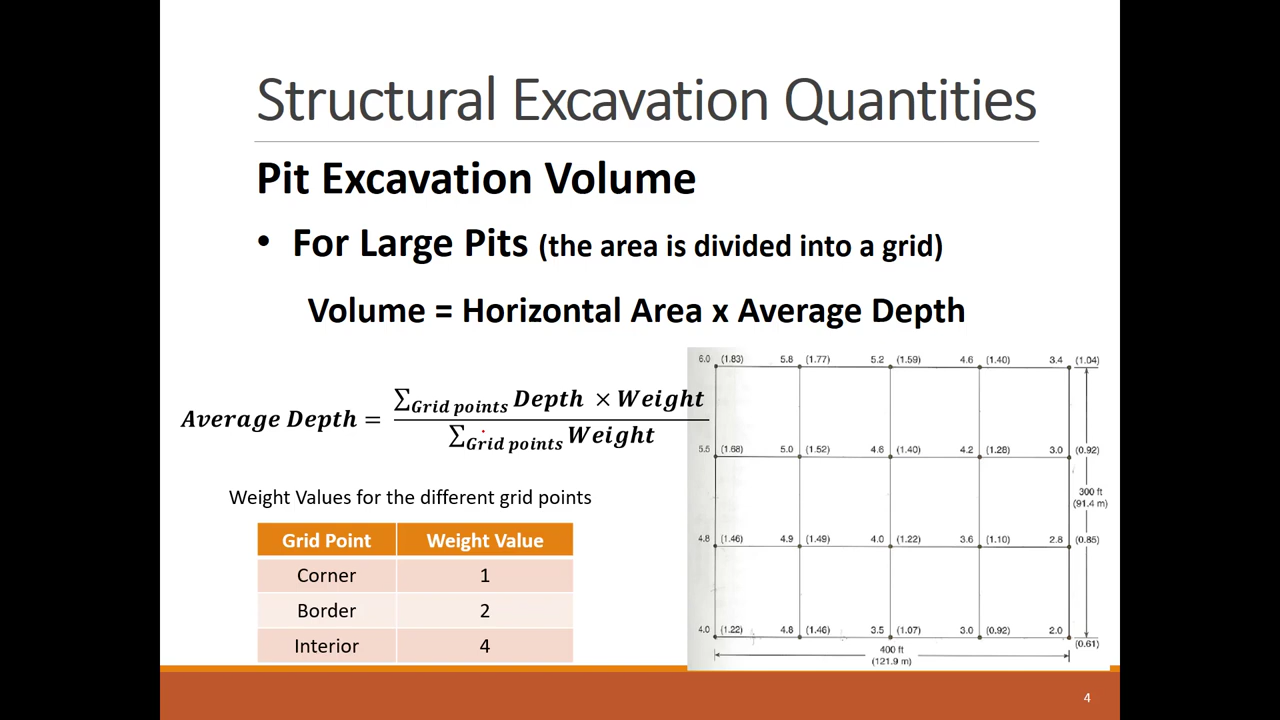 Structural Excavation Quantities
Pit Excavation Volume
• For Large Pits (the area is divided into a grid)
Volume = Horizontal Area x Average Depth
Average Depth = ∑Grid points Depth × Weight
∑Grid points Weight
Weight Values for the different grid points
Grid Point Weight Value
Corner 1
Border 2
Interior 4
6.0 (1.83) 5.8 (1.77) 5.2 (1.59) 4.6 (1.40) 3.4 (1.04)
5.5 (1.68) 5.0 (1.52) 4.6 (1.40) 4.2 (1.28) 3.0 (0.92)
300 ft
(91.4 m)
4.8 (1.46) 4.9 (1.49) 4.0 (1.22) 3.6 (1.10) 2.8 (0.85)
4.0 (1.22) 4.8 (1.46) 3.5 (1.07) 3.0 (0.92) 2.0 (0.61)
400 ft
(121.9 m)
4